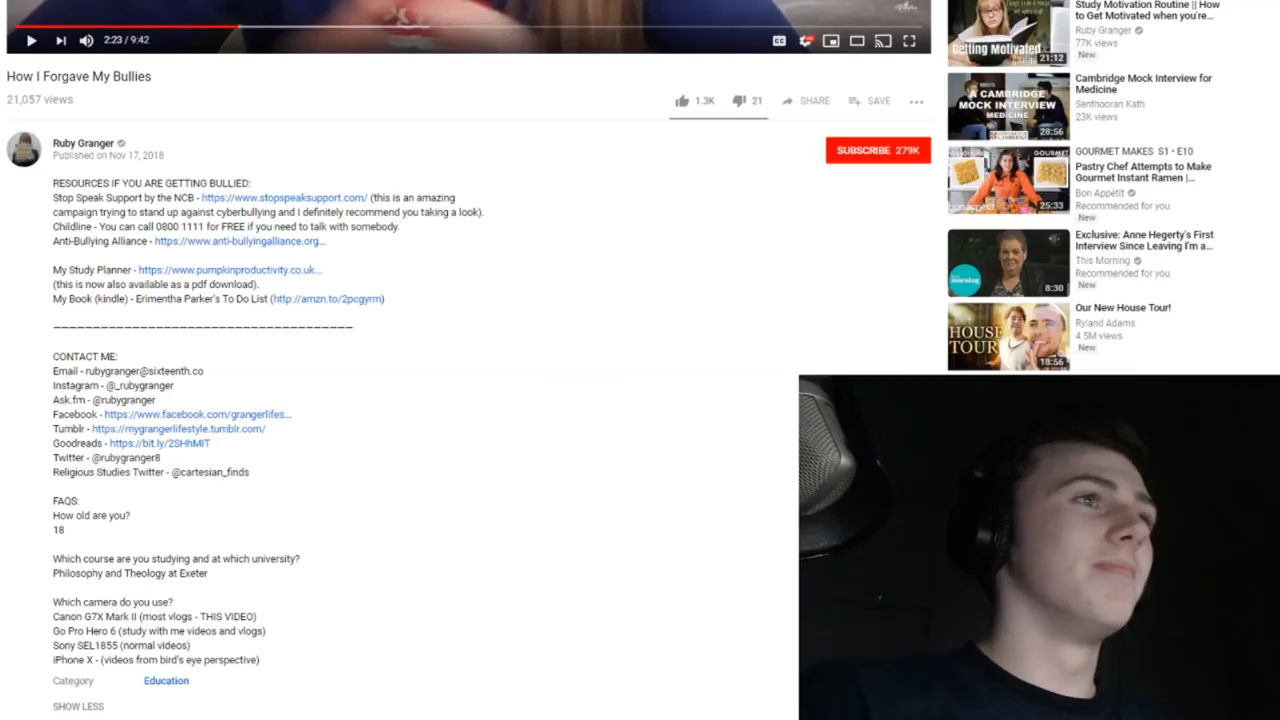 2:23 / 9:42
How I Forgave My Bullies
21,057 views
1.3K
21
SHARE
SAVE
Ruby Granger
Published on Nov 17, 2018
SUBSCRIBE 279K
RESOURCES IF YOU ARE GETTING BULLIED:
Stop Speak Support by the NCB - https://www.stopspeaksupport.com/ (this is an amazing
campaign trying to stand up against cyberbullying and I definitely recommend you taking a look).
Childline - You can call 0800 1111 for FREE if you need to talk with somebody.
Anti-Bullying Alliance - https://www.anti-bullyingalliance.org...
My Study Planner - https://www.pumpkinproductivity.co.uk...
(this is now also available as a pdf download).
My Book (kindle) - Erimentha Parker's To Do List (http://amzn.to/2pcgyrm)
CONTACT ME:
Email - rubygranger@sixteenth.co
Instagram - @_rubygranger
Ask.fm - @rubygranger
Facebook - https://www.facebook.com/grangerlifes...
Tumblr - https://mygrangerlifestyle.tumblr.com/
Goodreads - https://bit.ly/2SHhMIT
Twitter - @rubygranger8
Religious Studies Twitter - @cartesian_finds
FAQS:
How old are you?
18
Which course are you studying and at which university?
Philosophy and Theology at Exeter
Which camera do you use?
Canon G7X Mark II (most vlogs - THIS VIDEO)
Go Pro Hero 6 (study with me videos and vlogs)
Sony SEL1855 (normal videos)
iPhone X - (videos from bird's eye perspective)
Category
Education
SHOW LESS
Getting Motivated
21:12
Study Motivation Routine || How
to Get Motivated when you're...
Ruby Granger
77K views
New
A CAMBRIDGE
MOCK INTERVIEW
MEDICINE
28:56
Cambridge Mock Interview for
Medicine
Senthooran Kath
23K views
GOURMET
25:33
GOURMET MAKES S1 • E10
Pastry Chef Attempts to Make
Gourmet Instant Ramen |...
Bon Appétit
Recommended for you
New
8:30
Exclusive: Anne Hegerty's First
Interview Since Leaving I'm a...
This Morning
Recommended for you
New
HOUSE
TOUR
18:56
Our New House Tour!
Ryland Adams
4.5M views
New